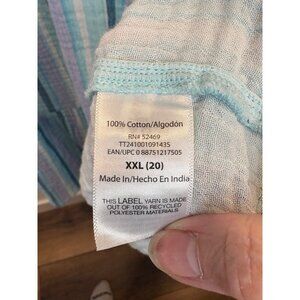 100% Cotton/Algodón
RN# 52469
TT241001091435
EAN/UPC 0 88751217505
XXL (20)
Made In/Hecho En India
THIS LABEL YARN IS MADE
OUT OF 100% RECYCLED
POLYESTER MATERIALS